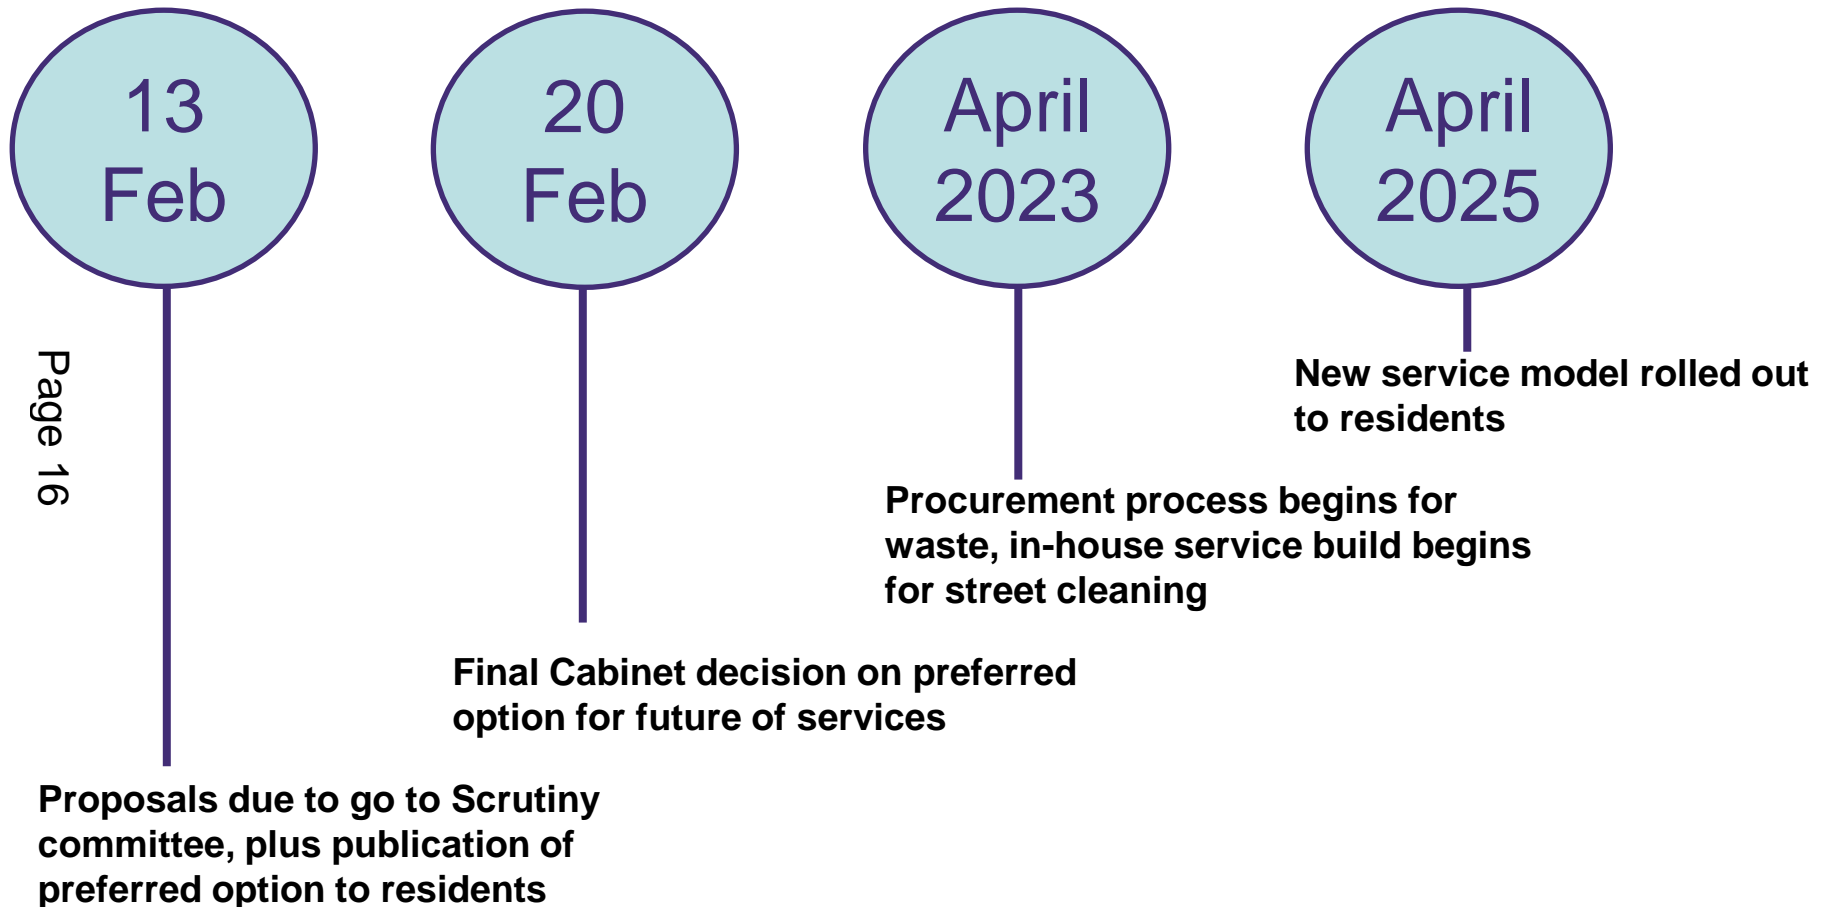 13
Feb
20
Feb
April
2023
April
2025
Page 16
New service model rolled out
to residents
Procurement process begins for
waste, in-house service build begins
for street cleaning
Final Cabinet decision on preferred
option for future of services
Proposals due to go to Scrutiny
committee, plus publication of
preferred option to residents